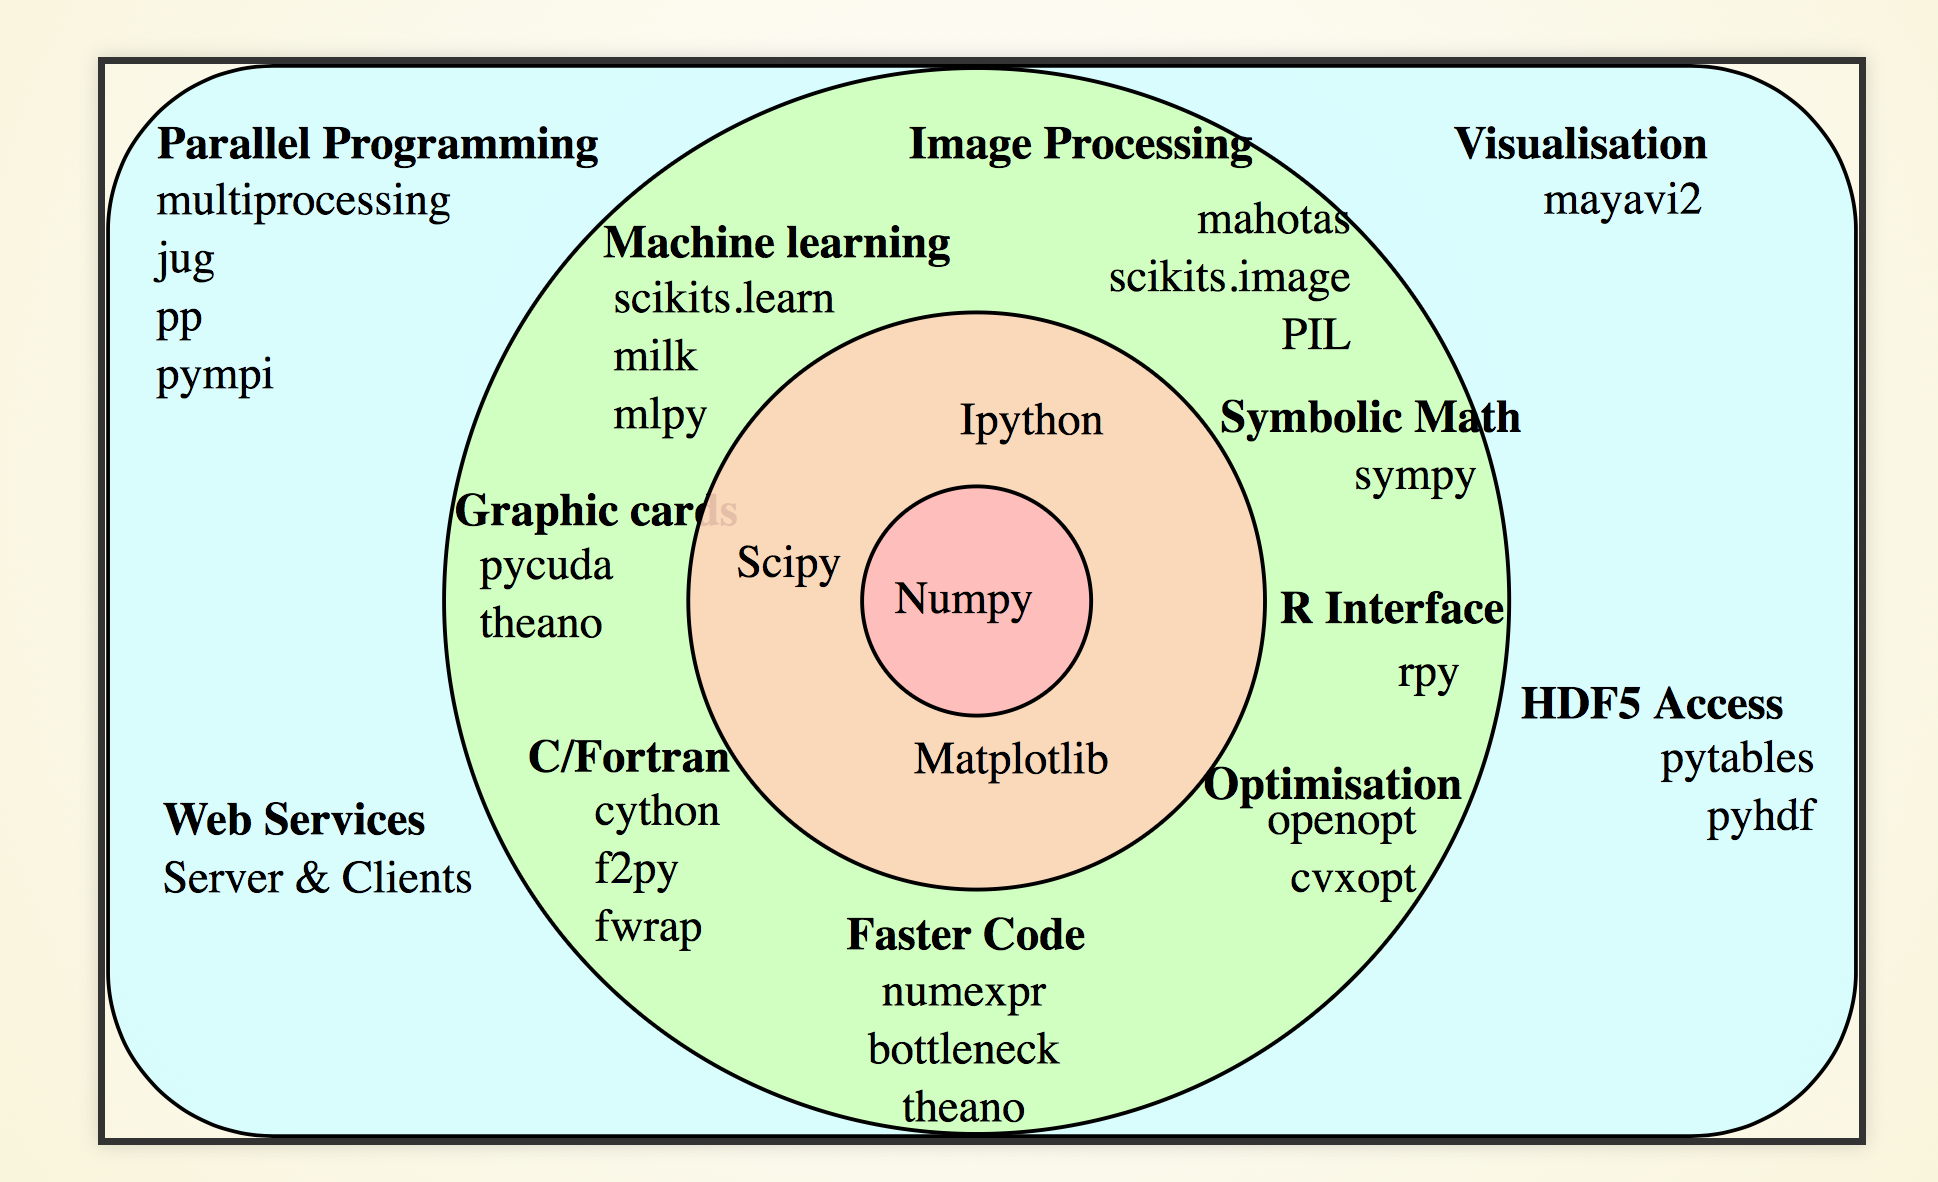 Parallel Programming
multiprocessing
jug
pp
pympi
Image Processing
mahotas
scikits.image
PIL
Visualisation
mayavi2
Machine learning
scikits.learn
milk
mlpy
Ipython
Symbolic Math
sympy
Graphic cards
pycuda
theano
Scipy
Numpy
R Interface
rpy
HDF5 Access
pytables
pyhdf
C/Fortran
cython
f2py
fwrap
Matplotlib
Optimisation
openopt
cvxopt
Web Services
Server & Clients
Faster Code
numexpr
bottleneck
theano